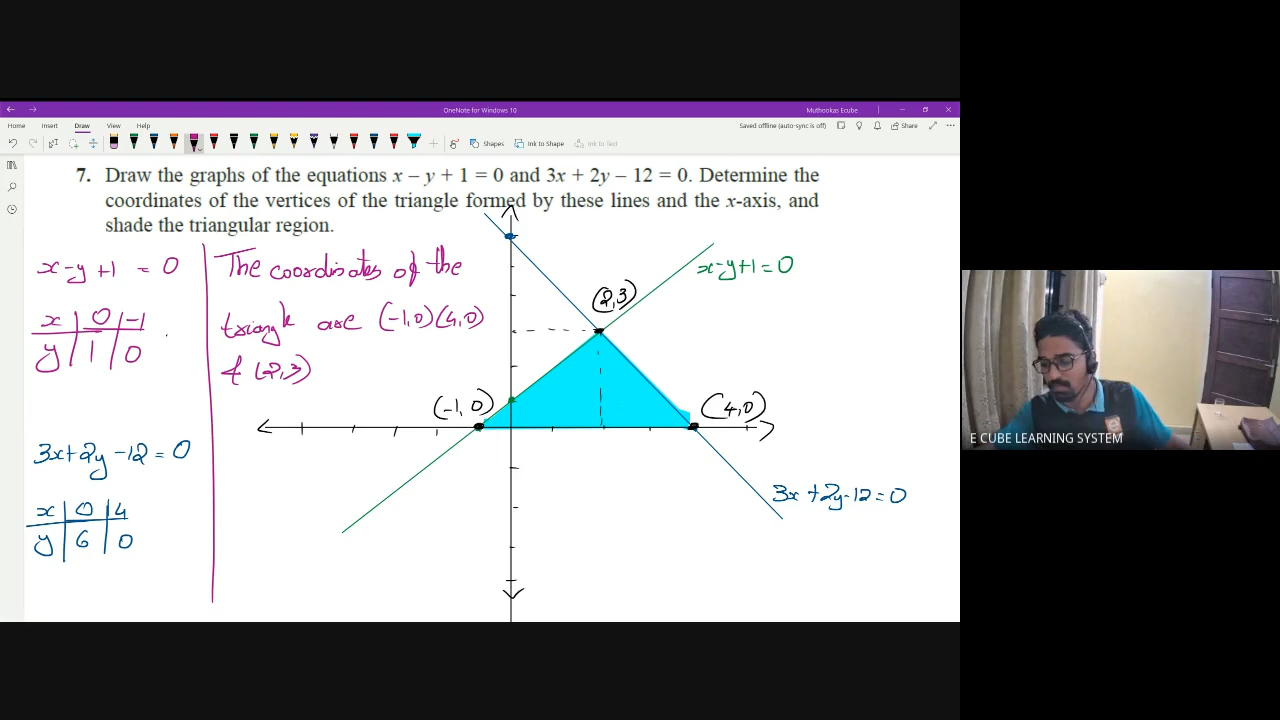 OneNote for Windows 10
Muthookas Ecube
Home Insert Draw View Help
Saved offline (auto-sync is off)
Share
Shapes
Ink to Shape
Ink to Text
7. Draw the graphs of the equations x – y + 1 = 0 and 3x + 2y – 12 = 0. Determine the
coordinates of the vertices of the triangle formed by these lines and the x-axis, and
shade the triangular region.
x-y+1 = 0
x | 0 | -1
y | 1 | 0
3x+2y-12=0
x | 0 | 4
y | 6 | 0
The coordinates of the
triangle are (-1,0)(4,0)
& (2,3)
x-y+1=0
(2,3)
(-1,0)
(4,0)
3x+2y-12=0
E CUBE LEARNING SYSTEM